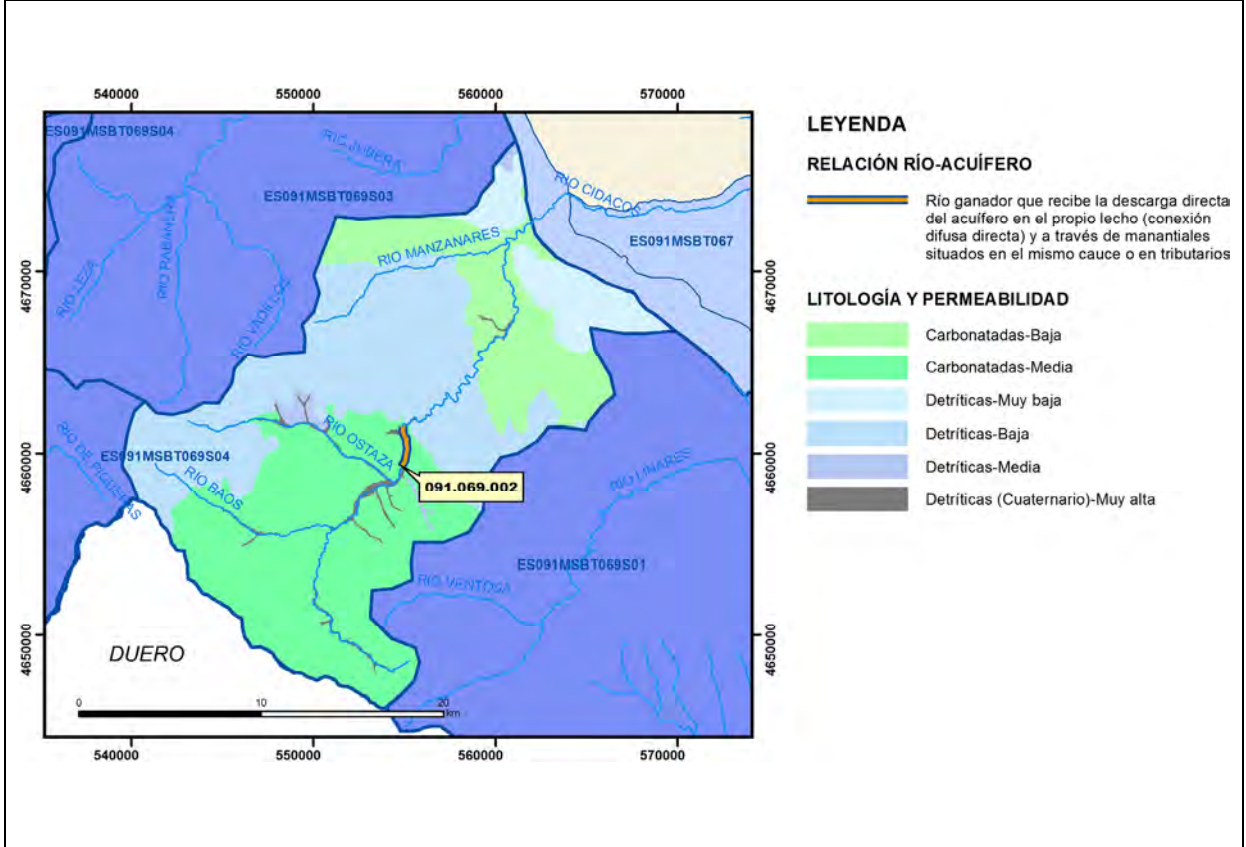 540000 550000 560000 570000
ES091MSBT069S04
RIO JUBERA
ES091MSBT069S03
RIO CIDACOS
ES091MSBT067
RIO RABANERA
RIO LEZA
RIO MANZANARES
RIO VADILLOS
4670000
4670000
RIO OSTAZA
ES091MSBT069S04
RIO BAOS
091.069.002
RIO LINARES
4660000
4660000
ES091MSBT069S01
RIO VENTOSA
DUERO
4650000
4650000
0 10 20
km
540000 550000 560000 570000
LEYENDA
RELACIÓN RÍO-ACUÍFERO
Río ganador que recibe la descarga directa
del acuífero en el propio lecho (conexión
difusa directa) y a través de manantiales
situados en el mismo cauce o en tributarios
LITOLOGÍA Y PERMEABILIDAD
Carbonatadas-Baja
Carbonatadas-Media
Detríticas-Muy baja
Detríticas-Baja
Detríticas-Media
Detríticas (Cuaternario)-Muy alta